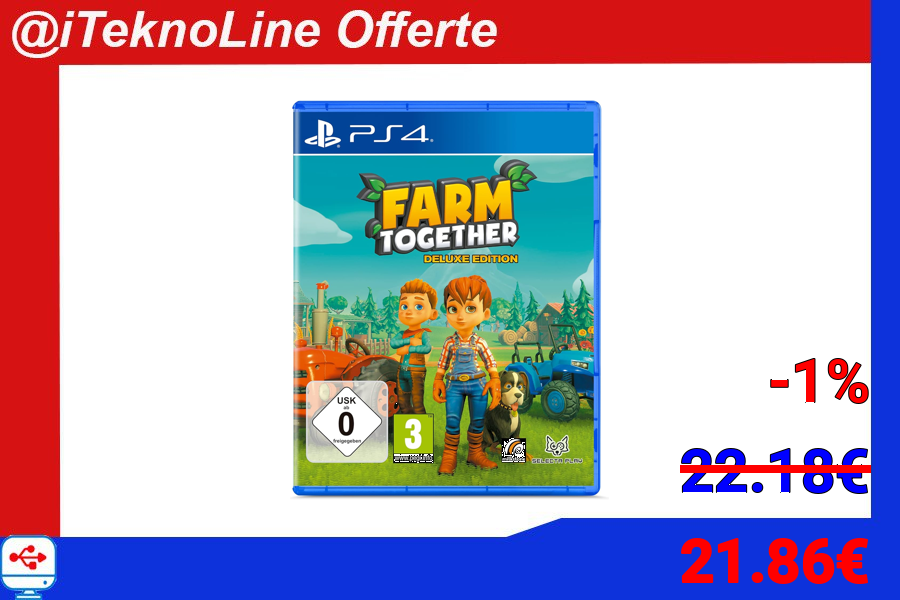 @iTeknoLine Offerte
PS4
FARM
TOGETHER
DELUXE EDITION
USK
ab
0
freigegeben
3
SELECTA PLAY
-1%
22.18€
21.86€